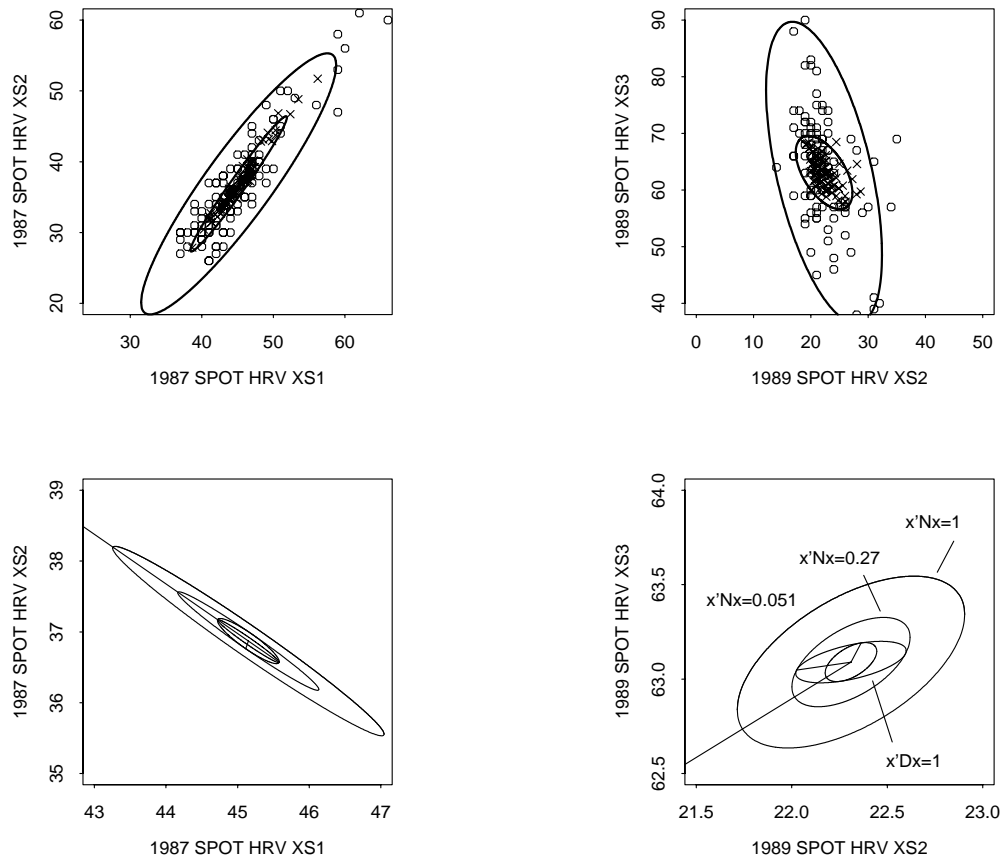 1987 SPOT HRV XS2
20 30 40 50 60
30 40 50 60
1987 SPOT HRV XS1
1989 SPOT HRV XS3
40 50 60 70 80 90
0 10 20 30 40 50
1989 SPOT HRV XS2
1987 SPOT HRV XS2
35 36 37 38 39
43 44 45 46 47
1987 SPOT HRV XS1
1989 SPOT HRV XS3
62.5 63.0 63.5 64.0
x'Nx=1
x'Nx=0.27
x'Nx=0.051
x'Dx=1
21.5 22.0 22.5 23.0
1989 SPOT HRV XS2